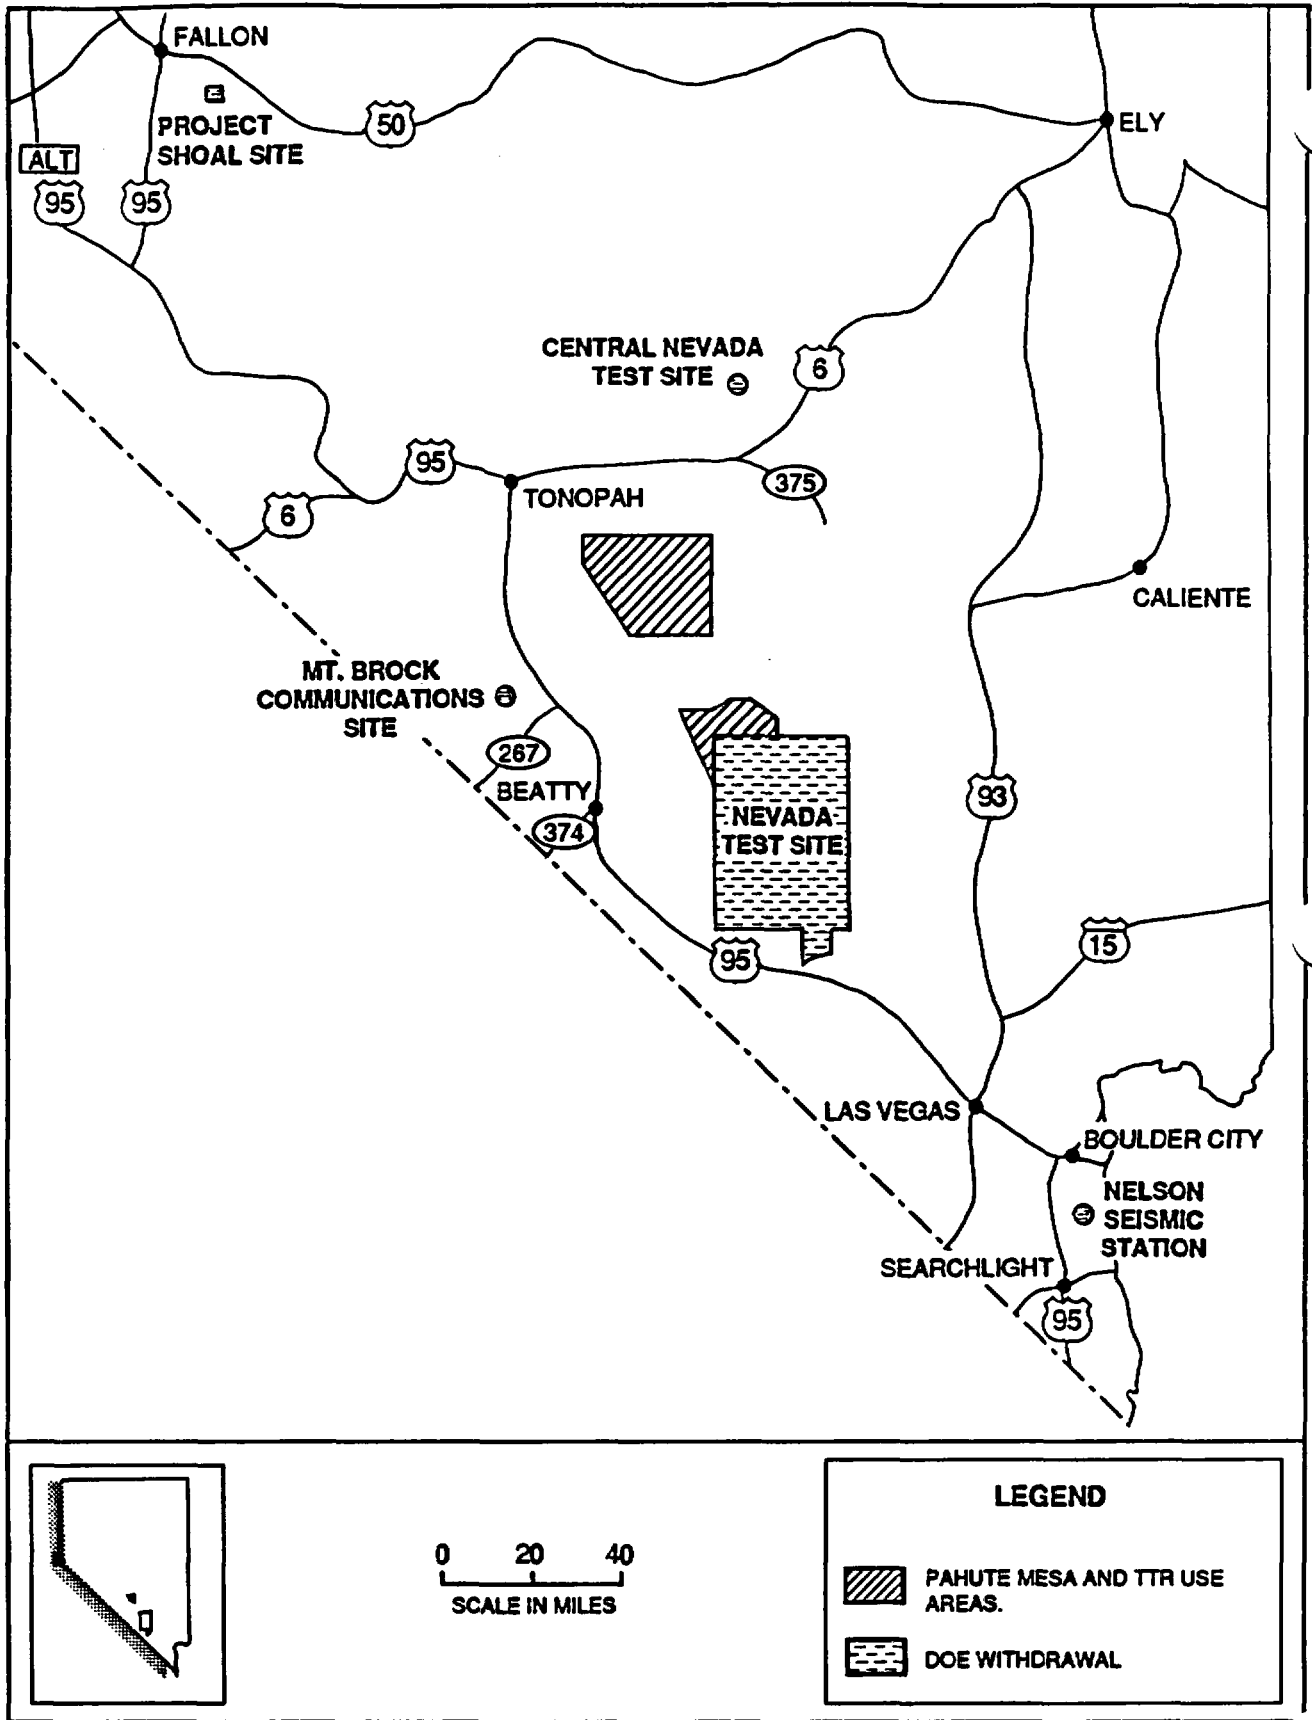 FALLON
PROJECT
SHOAL SITE
50
ELY
ALT
95
95
CENTRAL NEVADA
TEST SITE
6
95
TONOPAH
375
6
CALIENTE
MT. BROCK
COMMUNICATIONS
SITE
267
BEATTY
374
93
NEVADA
TEST SITE
15
95
LAS VEGAS
BOULDER CITY
NELSON
SEISMIC
STATION
SEARCHLIGHT
95
0 20 40
SCALE IN MILES
LEGEND
PAHUTE MESA AND TTR USE
AREAS.
DOE WITHDRAWAL